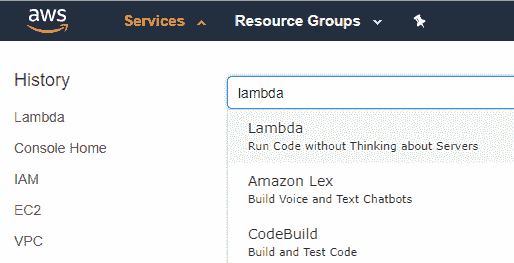 aws
Services
Resource Groups
History
Lambda
Console Home
IAM
EC2
VPC
lambda
Lambda
Run Code without Thinking about Servers
Amazon Lex
Build Voice and Text Chatbots
CodeBuild
Build and Test Code